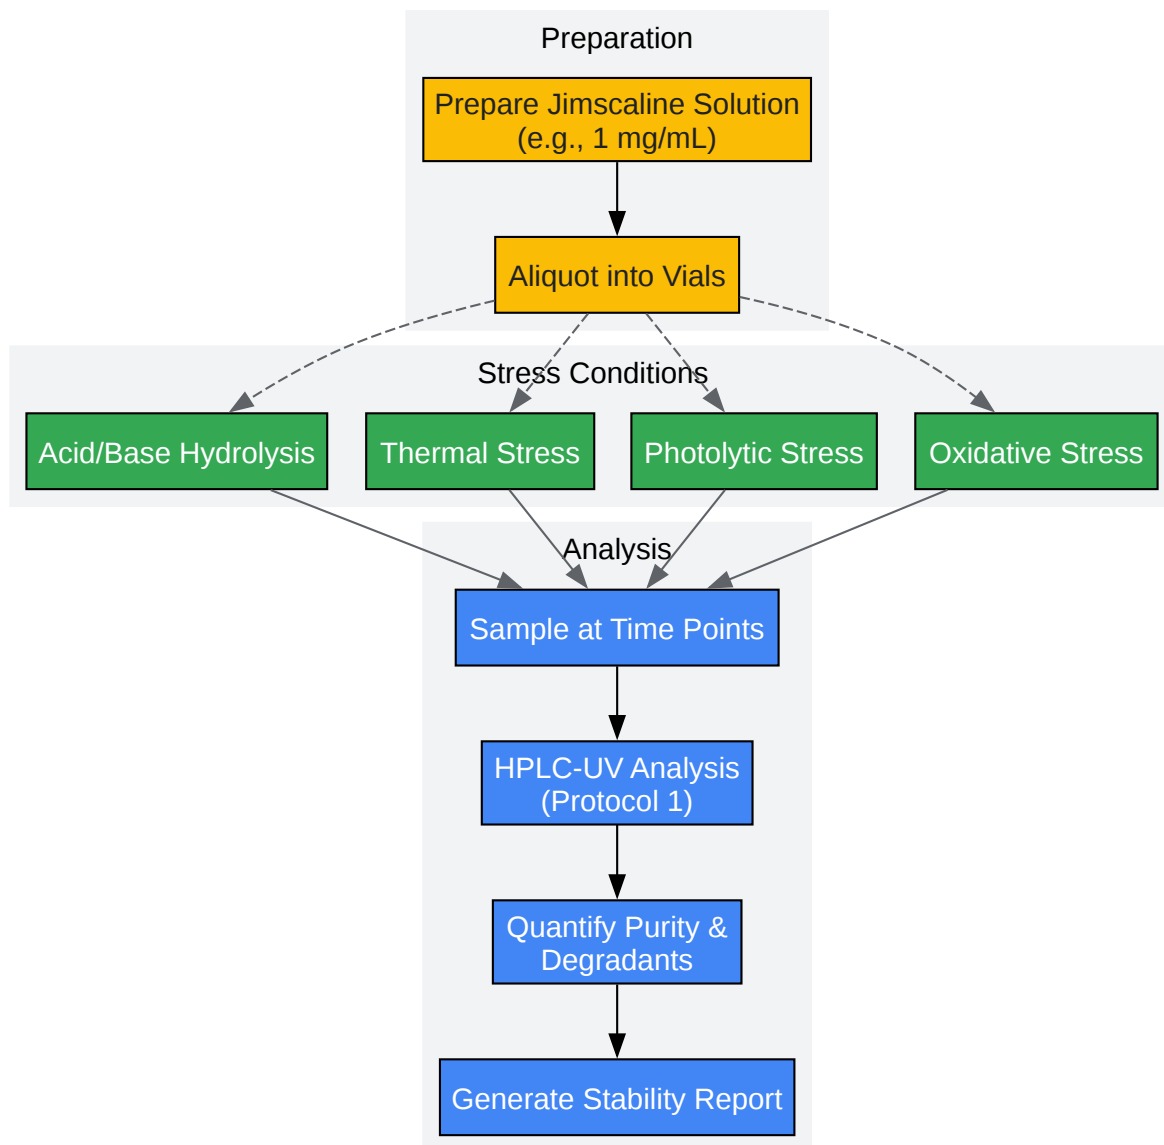 Preparation
Prepare Jimscaline Solution
(e.g., 1 mg/mL)
Aliquot into Vials
Stress Conditions
Acid/Base Hydrolysis
Thermal Stress
Photolytic Stress
Oxidative Stress
Analysis
Sample at Time Points
HPLC-UV Analysis
(Protocol 1)
Quantify Purity &
Degradants
Generate Stability Report